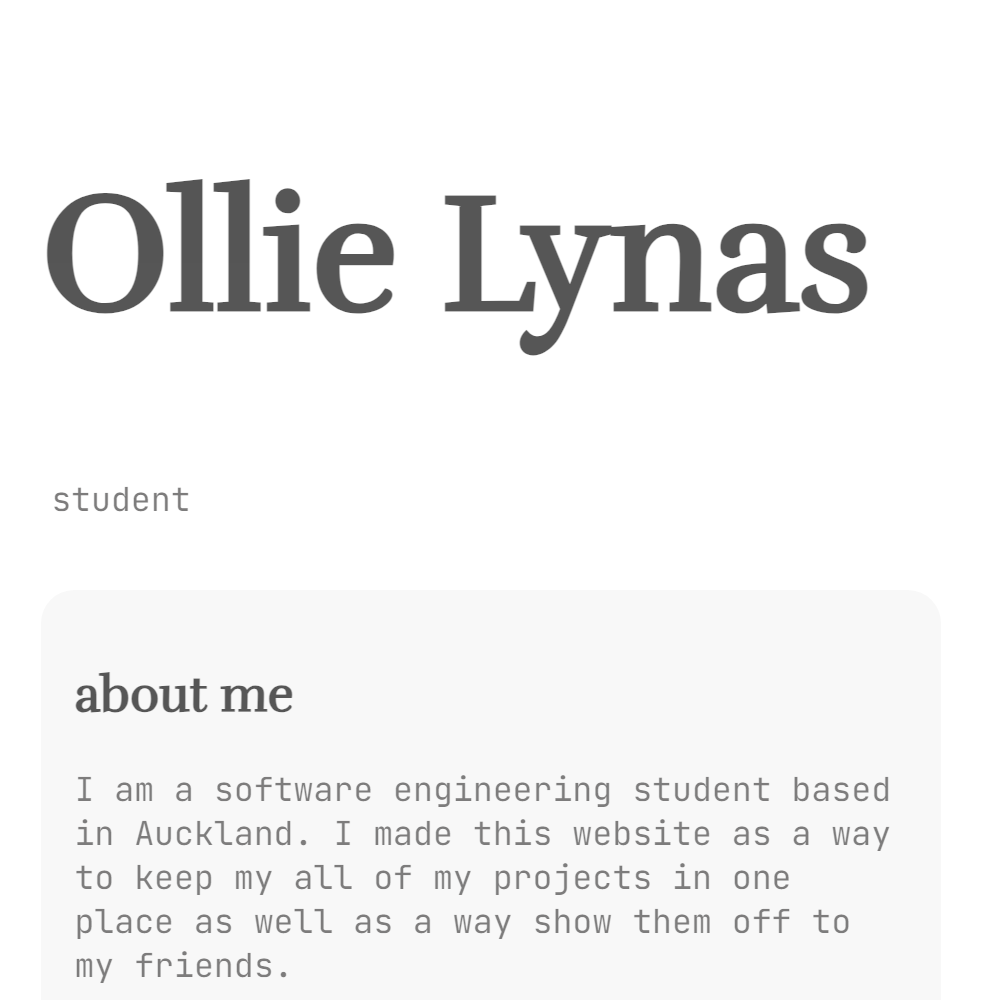 Ollie Lynas
student
about me
I am a software engineering student based
in Auckland. I made this website as a way
to keep my all of my projects in one
place as well as a way show them off to
my friends.